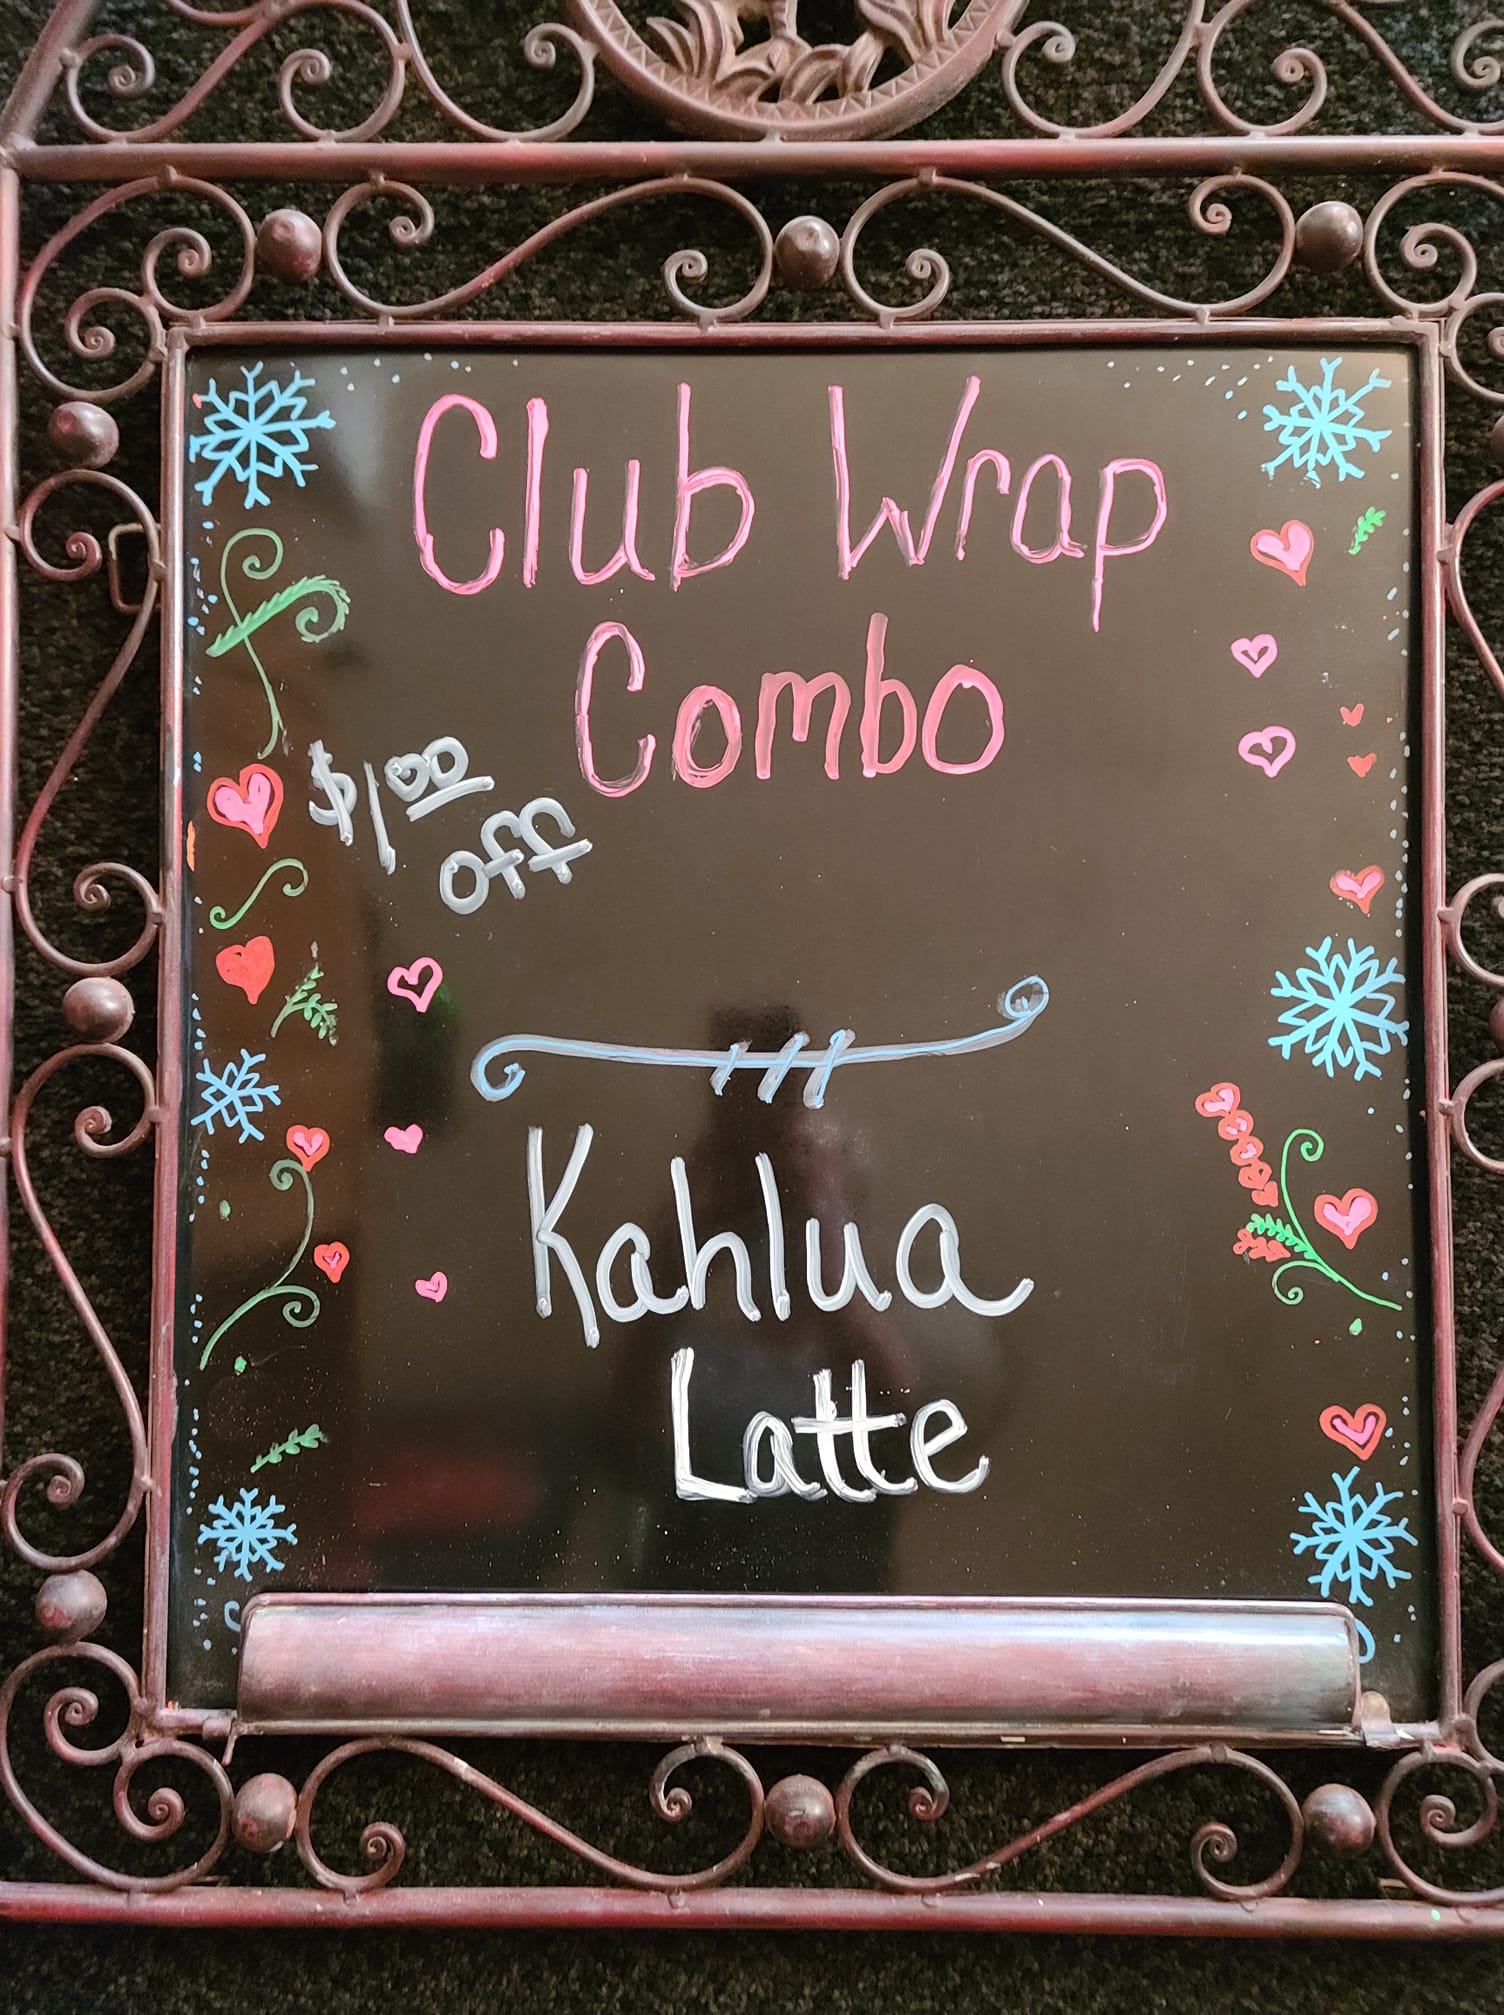 Club Wrap
Combo
$1.00
off
Kahlua
Latte